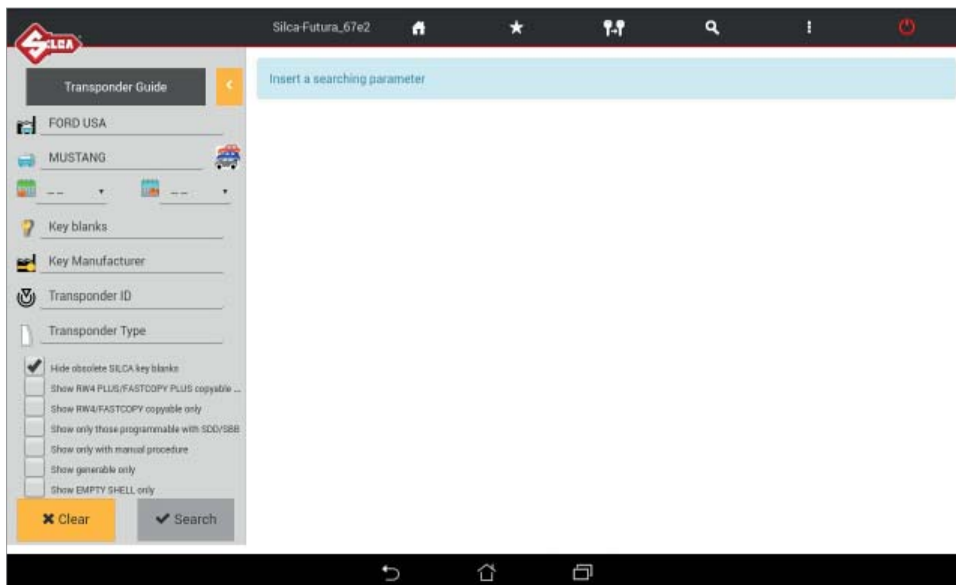 Silca-Futura_67e2
SILCA
Transponder Guide
Insert a searching parameter
FORD USA
MUSTANG
-- --
Key blanks
Key Manufacturer
Transponder ID
Transponder Type
Hide obsolete SILCA key blanks
Show RW4 PLUS/FASTCOPY PLUS copyable ...
Show RW4/FASTCOPY copyable only
Show only those programmable with SDD/SBB
Show only with manual procedure
Show generable only
Show EMPTY SHELL only
Clear Search